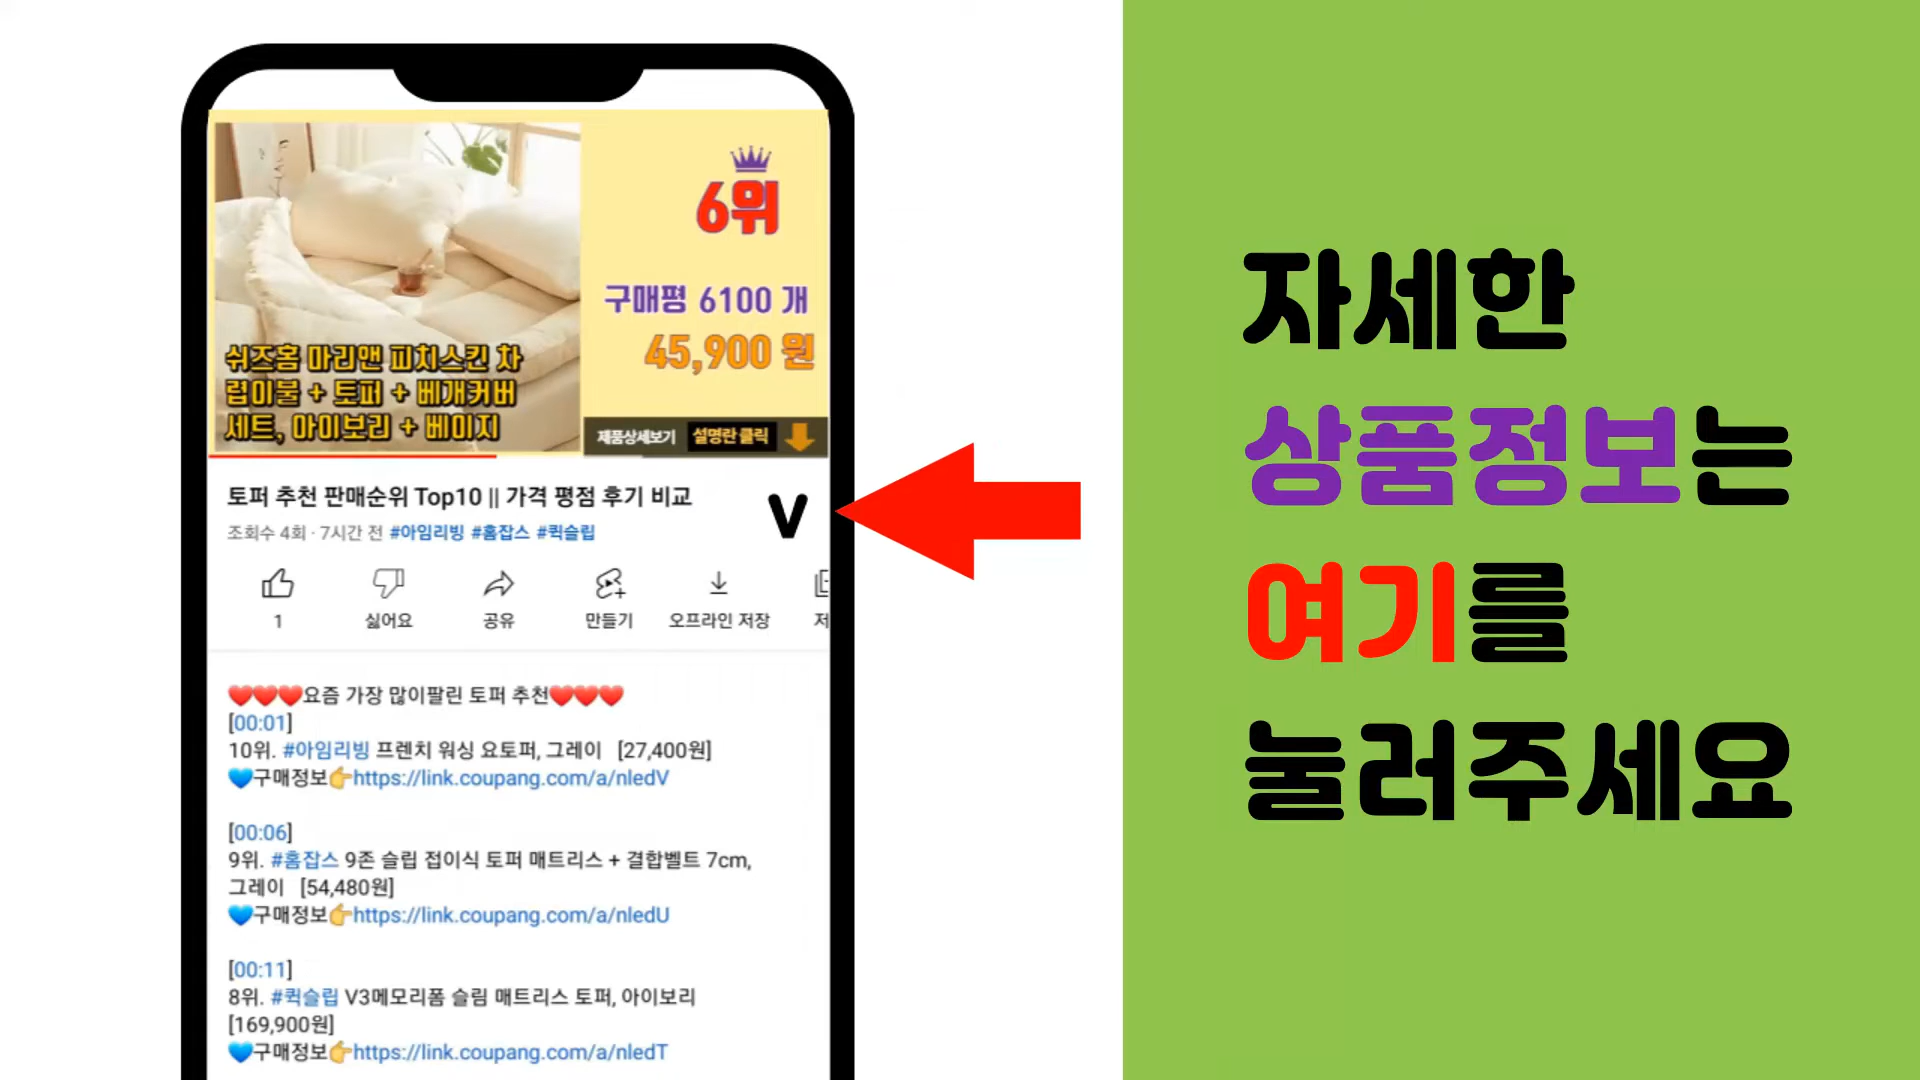 6위
구매평 6100 개
45,900 원
쉬즈홈 마리앤 피치스킨 차
렵이불 + 토퍼 + 베개커버
세트, 아이보리 + 베이지
제품상세보기 설명란 클릭
토퍼 추천 판매순위 Top10 || 가격 평점 후기 비교
V
조회수 4회 · 7시간 전 #아임리빙 #홈잡스 #퀵슬립
1 싫어요 공유 만들기 오프라인 저장 저
❤️❤️❤️요즘 가장 많이팔린 토퍼 추천❤️❤️❤️
[00:01]
10위. #아임리빙 프렌치 워싱 요토퍼, 그레이 [27,400원]
💙구매정보👉https://link.coupang.com/a/nledV
[00:06]
9위. #홈잡스 9존 슬립 접이식 토퍼 매트리스 + 결합벨트 7cm,
그레이 [54,480원]
💙구매정보👉https://link.coupang.com/a/nledU
[00:11]
8위. #퀵슬립 V3메모리폼 슬림 매트리스 토퍼, 아이보리
[169,900원]
💙구매정보👉https://link.coupang.com/a/nledT
자세한
상품정보는
여기를
눌러주세요